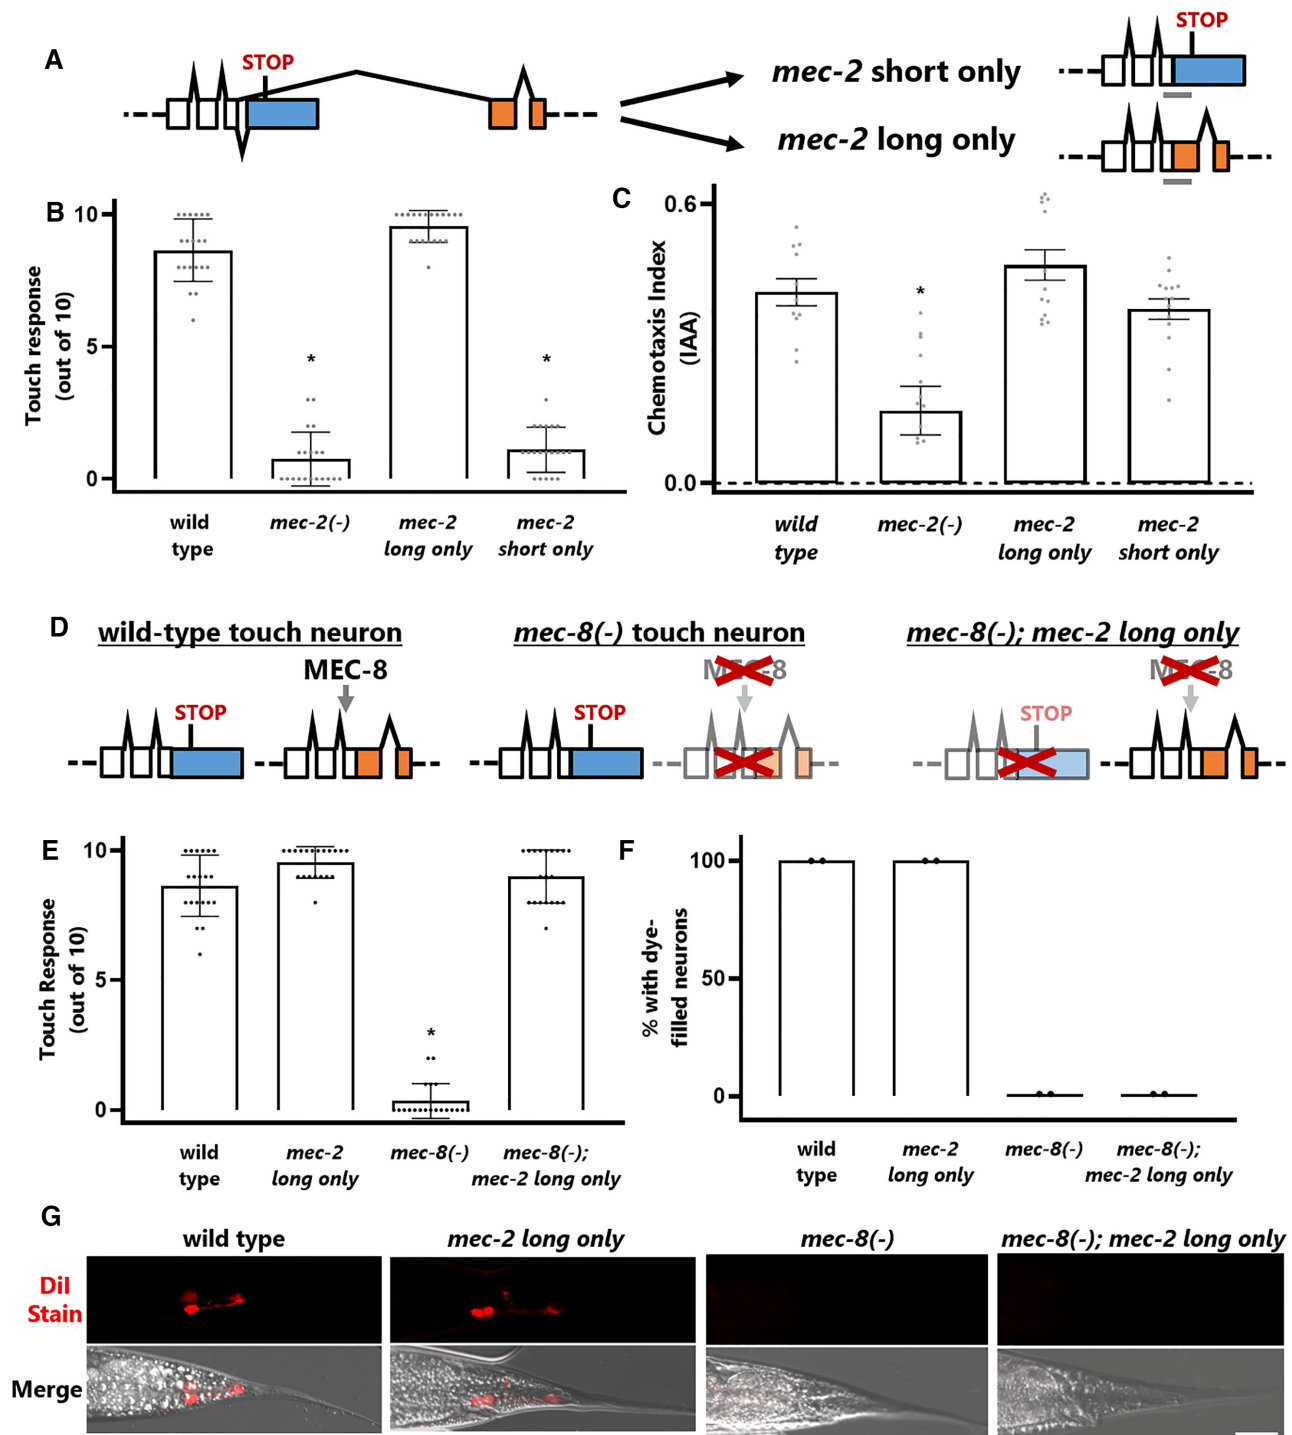 A
STOP
mec-2 short only
mec-2 long only
STOP
B
10
5
0
Touch response
(out of 10)
*
*
wild
type
mec-2(-)
mec-2
long only
mec-2
short only
C
0.6
0.0
Chemotaxis Index
(IAA)
*
wild
type
mec-2(-)
mec-2
long only
mec-2
short only
D
wild-type touch neuron
MEC-8
STOP
mec-8(-) touch neuron
MEC-8
STOP
mec-8(-); mec-2 long only
MEC-8
STOP
E
10
5
0
Touch Response
(out of 10)
*
wild
type
mec-2
long only
mec-8(-)
mec-8(-);
mec-2 long only
F
100
50
0
% with dye-
filled neurons
wild
type
mec-2
long only
mec-8(-)
mec-8(-);
mec-2 long only
G
wild type
mec-2 long only
mec-8(-)
mec-8(-); mec-2 long only
DiI
Stain
Merge